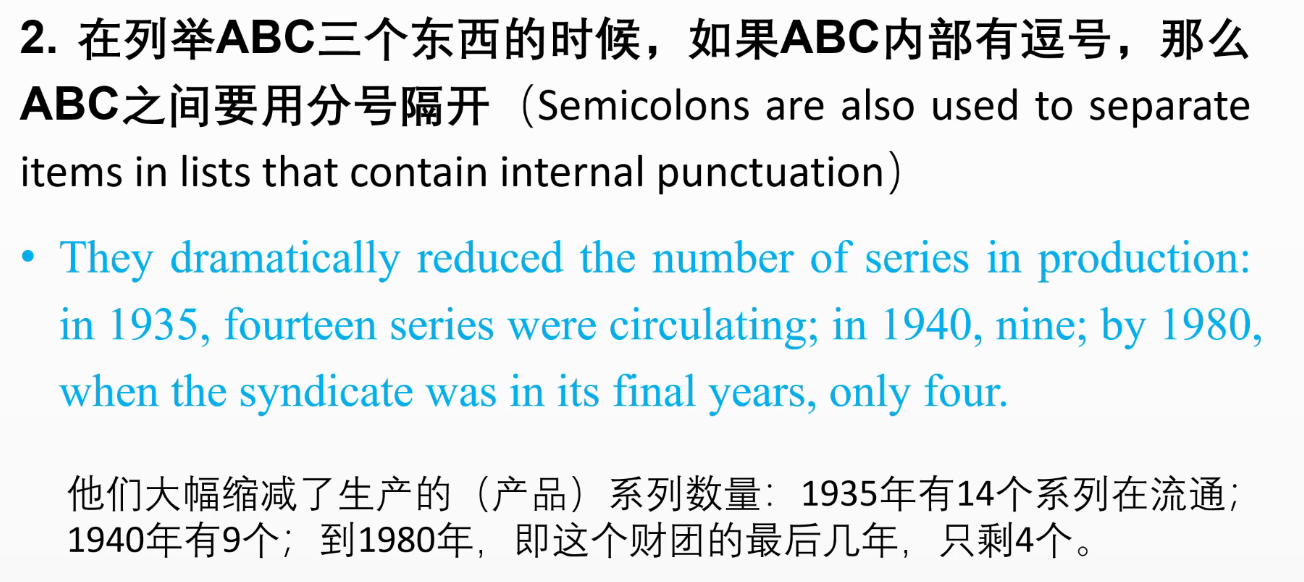 2. 在列举ABC三个东西的时候，如果ABC内部有逗号，那么
ABC之间要用分号隔开（Semicolons are also used to separate
items in lists that contain internal punctuation）
• They dramatically reduced the number of series in production:
in 1935, fourteen series were circulating; in 1940, nine; by 1980,
when the syndicate was in its final years, only four.
他们大幅缩减了生产的（产品）系列数量：1935年有14个系列在流通；
1940年有9个；到1980年，即这个财团的最后几年，只剩4个。